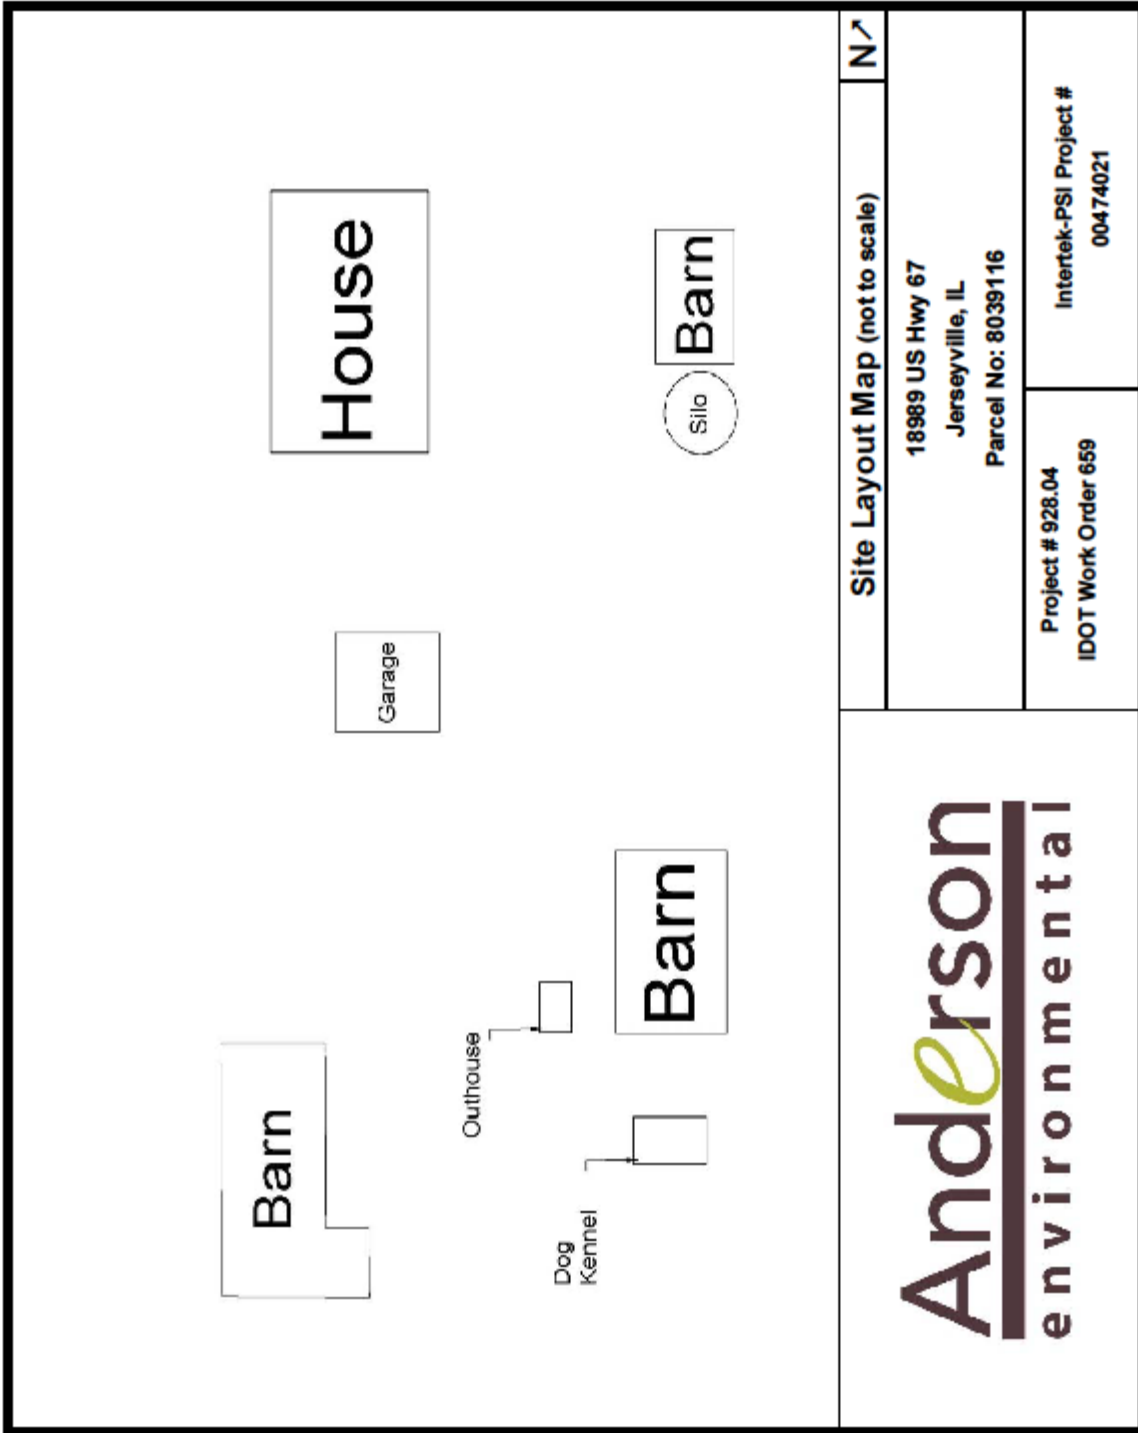 Barn
Garage
House
Outhouse
Dog
Kennel
Barn
Silo
Barn
Anderson
environmental
Site Layout Map (not to scale)
N↗
18989 US Hwy 67
Jerseyville, IL
Parcel No: 8039116
Project # 928.04
IDOT Work Order 659
Intertek-PSI Project #
00474021